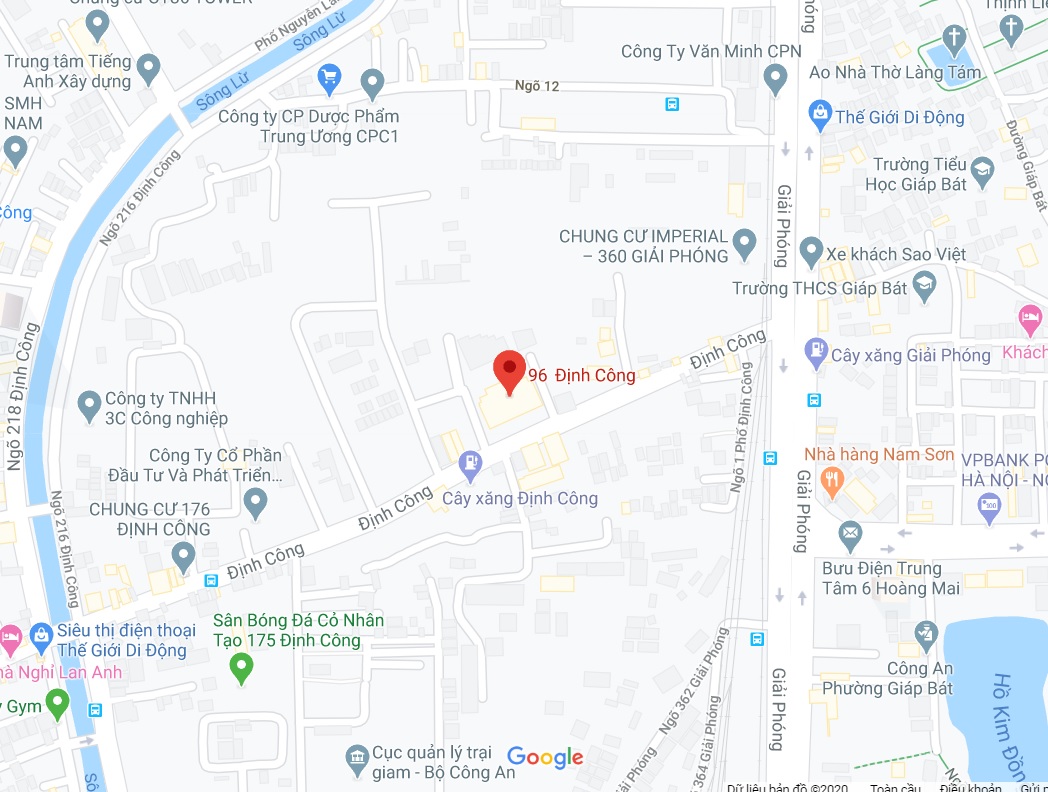 Chung cư CT36 TOWER
Phố Nguyễn Lân
Sông Lừ
Thịnh Liệ
Trung tâm Tiếng
Anh Xây dựng
Sông Lừ
SMH
NAM
Công ty CP Dược Phẩm
Trung Ương CPC1
Ngõ 12
Công Ty Văn Minh CPN
Ao Nhà Thờ Làng Tám
Thế Giới Di Động
Đường Giáp Bát
Trường Tiểu
Học Giáp Bát
Ngõ 216 Định Công
Công
Giải Phóng
CHUNG CƯ IMPERIAL
– 360 GIẢI PHÓNG
Xe khách Sao Việt
Trường THCS Giáp Bát
Định Công
Cây xăng Giải Phóng
Khách
96 Định Công
Ngõ 218 Định Công
Công ty TNHH
3C Công nghiệp
Ngõ 1 Phố Định Công
Công Ty Cổ Phần
Đầu Tư Và Phát Triển...
Nhà hàng Nam Sơn
VPBANK PG
HÀ NỘI - NG
Cây xăng Định Công
Định Công
CHUNG CƯ 176
ĐỊNH CÔNG
Giải Phóng
Ngõ 216 Định Công
Định Công
Bưu Điện Trung
Tâm 6 Hoàng Mai
Sân Bóng Đá Cỏ Nhân
Tạo 175 Định Công
Siêu thị điện thoại
Thế Giới Di Động
hà Nghỉ Lan Anh
Công An
Phường Giáp Bát
Hồ Kim Đồn
y Gym
Ngõ 362 Giải Phóng
Giải Phóng
364 Giải Phóng
iải Phóng
Cục quản lý trại
giam - Bộ Công An
Google
Dữ liệu bản đồ ©2020
Toàn cầu
Điều khoản
Gửi p